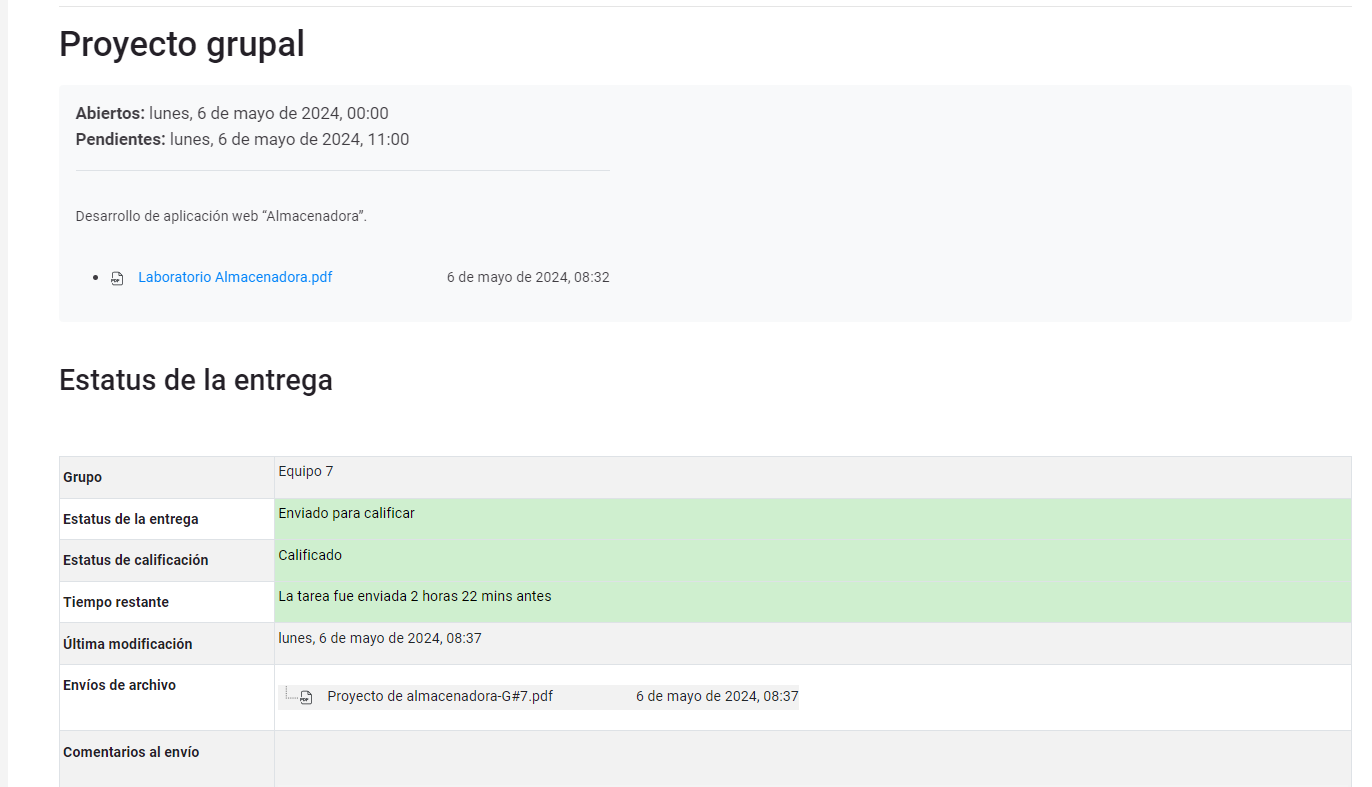 Proyecto grupal
Abiertos: lunes, 6 de mayo de 2024, 00:00
Pendientes: lunes, 6 de mayo de 2024, 11:00
Desarrollo de aplicación web “Almacenadora”.
Laboratorio Almacenadora.pdf 6 de mayo de 2024, 08:32
Estatus de la entrega
Grupo Equipo 7
Estatus de la entrega Enviado para calificar
Estatus de calificación Calificado
Tiempo restante La tarea fue enviada 2 horas 22 mins antes
Última modificación lunes, 6 de mayo de 2024, 08:37
Envíos de archivo
Proyecto de almacenadora-G#7.pdf 6 de mayo de 2024, 08:37
Comentarios al envío